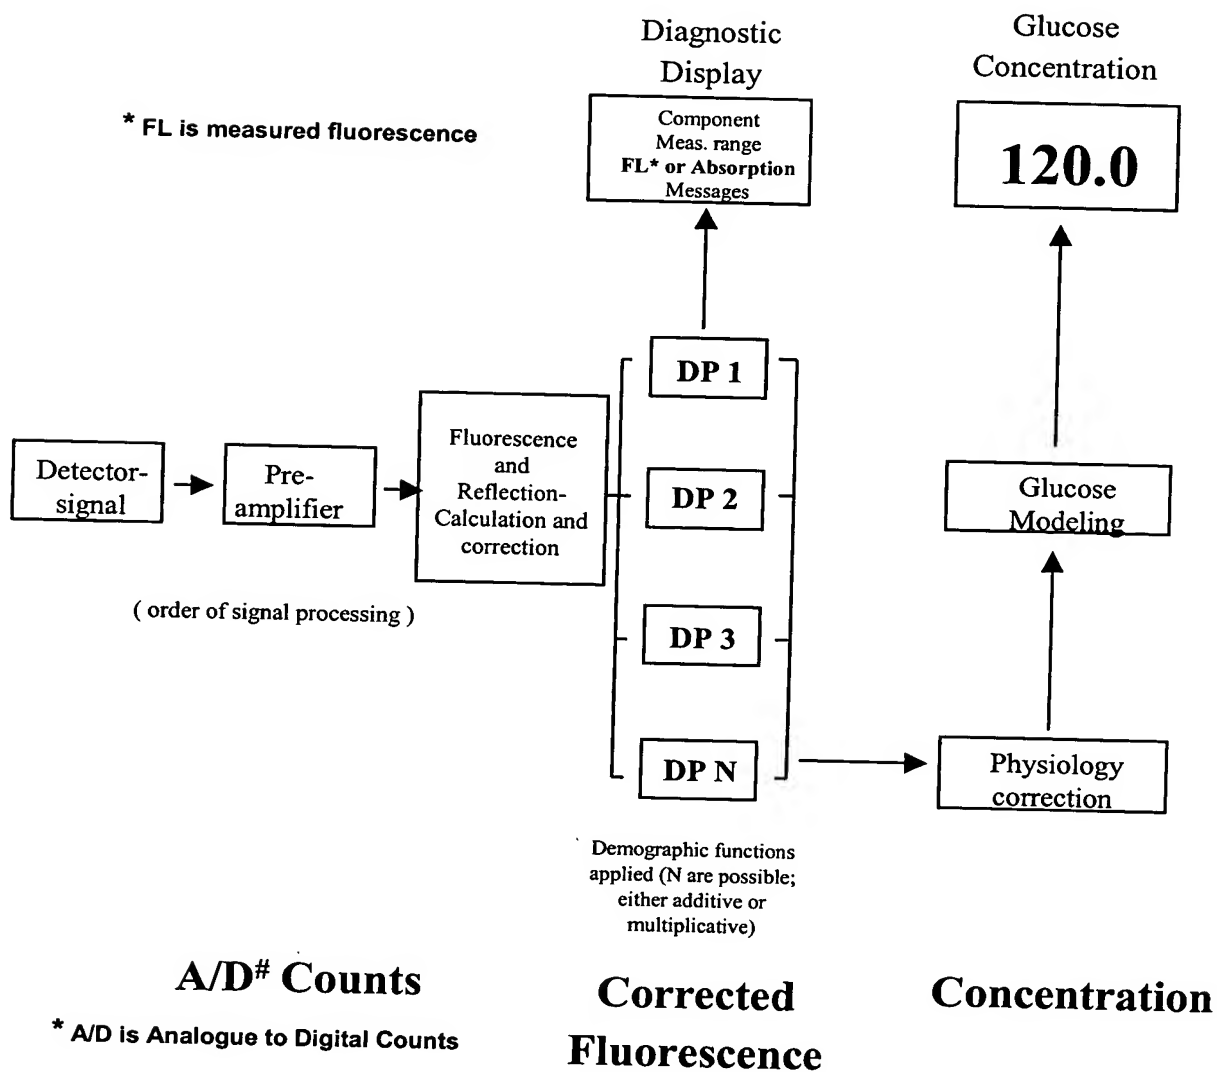 Diagnostic
Display
Glucose
Concentration
* FL is measured fluorescence
Component
Meas. range
FL* or Absorption
Messages
120.0
DP 1
DP 2
DP 3
DP N
Detector-
signal
Pre-
amplifier
Fluorescence
and
Reflection-
Calculation and
correction
( order of signal processing )
Glucose
Modeling
Physiology
correction
Demographic functions
applied (N are possible;
either additive or
multiplicative)
A/D# Counts
* A/D is Analogue to Digital Counts
Corrected
Fluorescence
Concentration